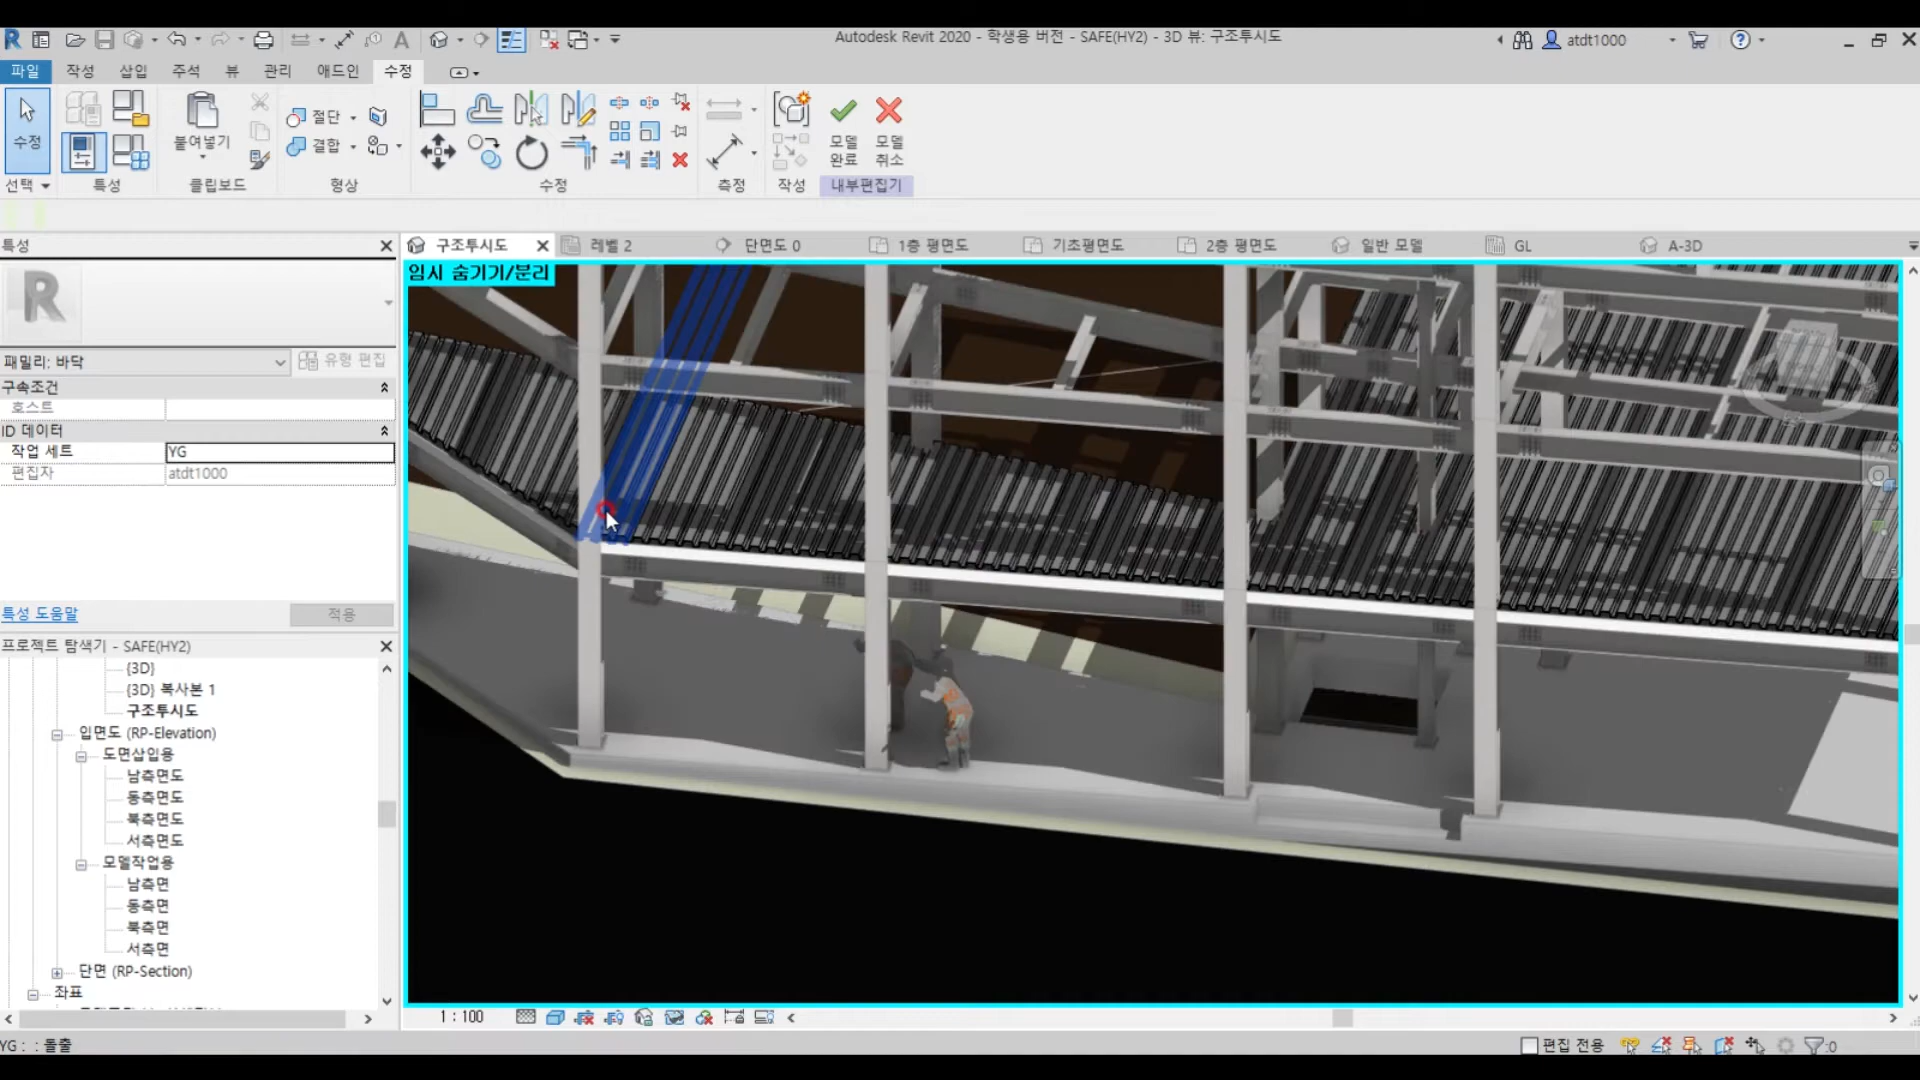 Autodesk Revit 2020 - 학생용 버전 - SAFE(HY2) - 3D 뷰: 구조투시도
atdt1000
파일 작성 삽입 주석 뷰 관리 애드인 수정
수정
붙여넣기
절단
결합
모델 완료
모델 취소
선택 특성 클립보드 형상 수정 측정 작성 내부편집기
특성
구조투시도 레벨 2 단면도 0 1층 평면도 기초평면도 2층 평면도 일반 모델 GL A-3D
임시 숨기기/분리
패밀리: 바닥 유형 편집
구속조건
호스트
ID 데이터
작업 세트 YG
편집자 atdt1000
특성 도움말 적용
프로젝트 탐색기 - SAFE(HY2)
{3D}
{3D} 복사본 1
구조투시도
입면도 (RP-Elevation)
도면삽입용
남측면도
동측면도
북측면도
서측면도
모델작업용
남측면
동측면
북측면
서측면
단면 (RP-Section)
좌표
1 : 100
YG : : 돌출
편집 전용
:0